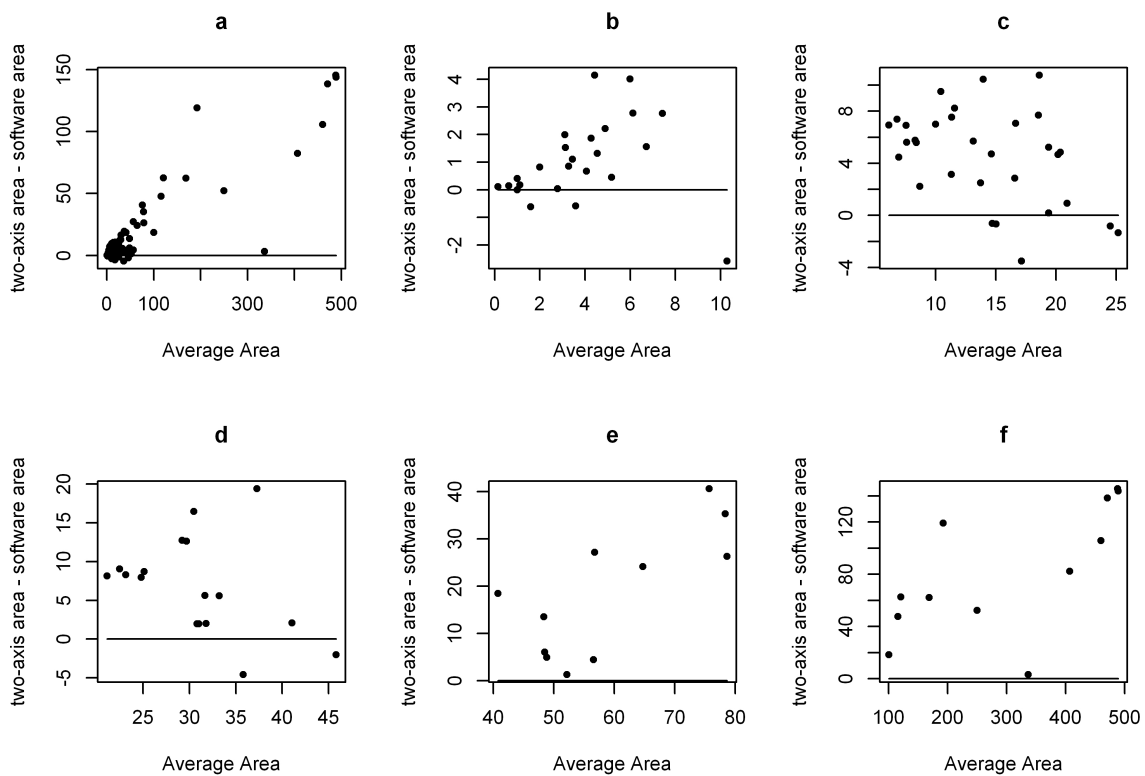 a
two-axis area - software area
150
100
50
0
0 100 300 500
Average Area
b
two-axis area - software area
4
3
2
1
0
-2
0 2 4 6 8 10
Average Area
c
two-axis area - software area
8
4
0
-4
10 15 20 25
Average Area
d
two-axis area - software area
20
15
10
5
0
-5
25 30 35 40 45
Average Area
e
two-axis area - software area
40
30
20
10
0
40 50 60 70 80
Average Area
f
two-axis area - software area
120
80
40
0
100 200 300 400 500
Average Area